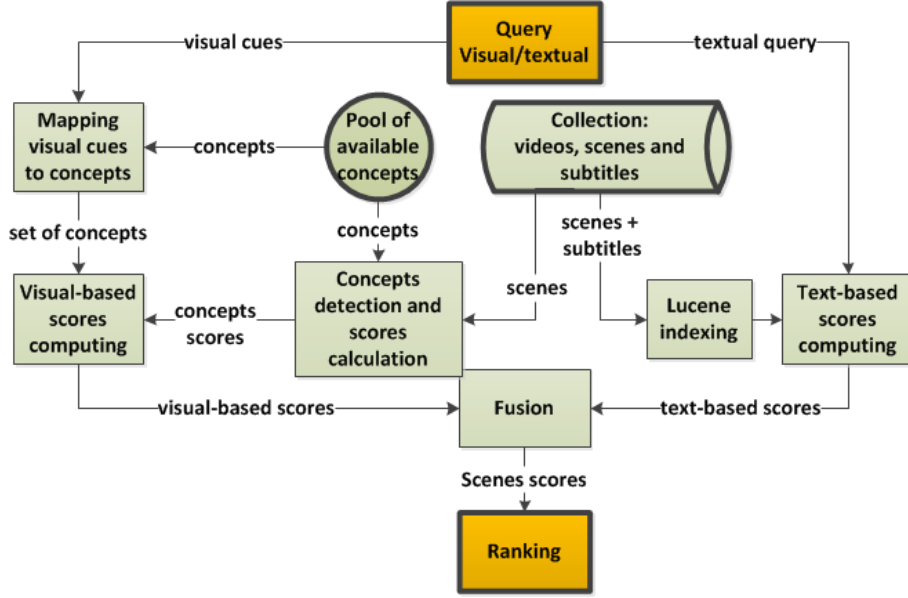 visual cues
Query
Visual/textual
textual query
Mapping
visual cues
to concepts
concepts
Pool of
available
concepts
Collection:
videos, scenes and
subtitles
set of concepts
concepts
scenes +
subtitles
scenes
Visual-based
scores
computing
concepts
scores
Concepts
detection and
scores
calculation
Lucene
indexing
Text-based
scores
computing
visual-based scores
Fusion
text-based scores
Scenes scores
Ranking